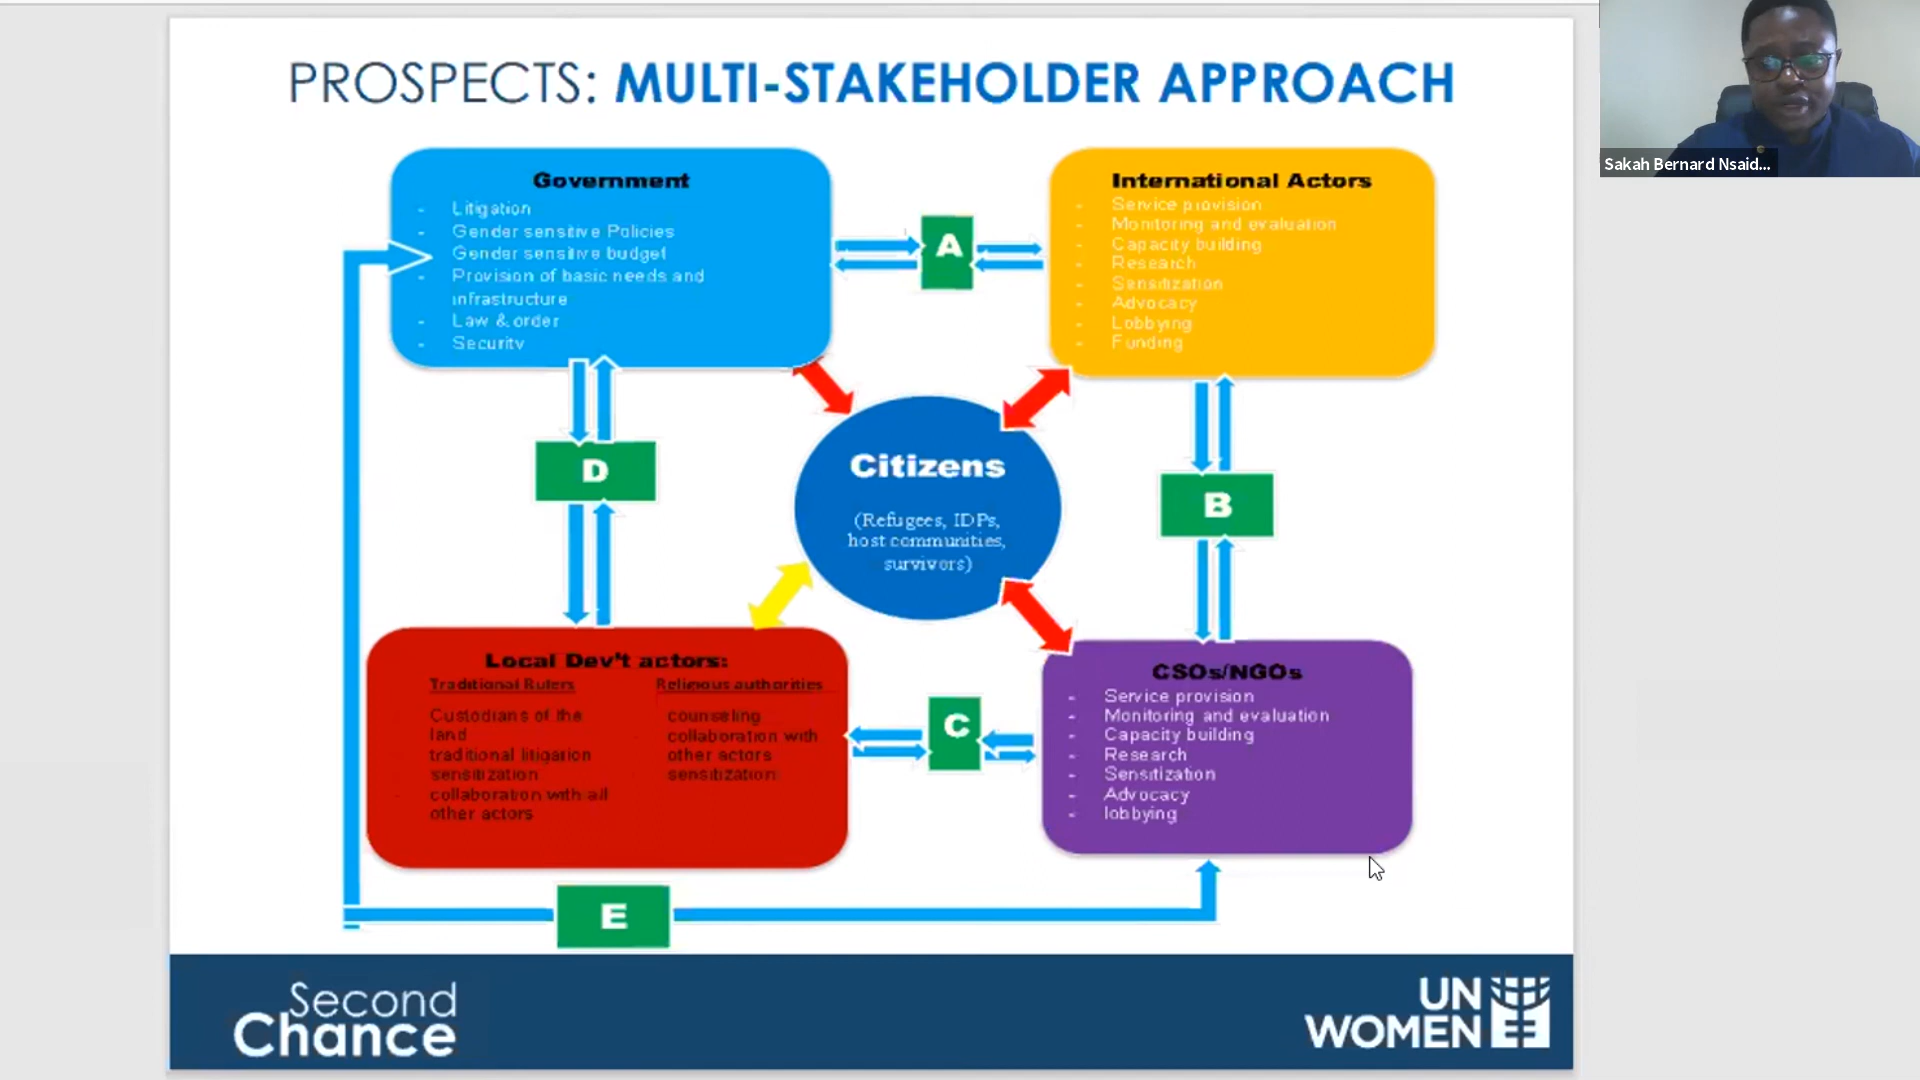 PROSPECTS: MULTI-STAKEHOLDER APPROACH
Sakah Bernard Nsaid...
Government
- Litigation
- Gender sensitive Policies
- Gender sensitive budget
- Provision of basic needs and
infrastructure
- Law & order
- Security
A
International Actors
- Service provision
- Monitoring and evaluation
- Capacity building
- Research
- Sensitization
- Advocacy
- Lobbying
- Funding
D
Citizens
(Refugees, IDPs,
host communities,
survivors)
B
Local Dev't actors:
Traditional Rulers
Custodians of the
land
traditional litigation
sensitization
collaboration with all
other actors
Religious authorities
counseling
collaboration with
other actors
sensitization
C
CSOs/NGOs
- Service provision
- Monitoring and evaluation
- Capacity building
- Research
- Sensitization
- Advocacy
- lobbying
E
Second
Chance
UN
WOMEN